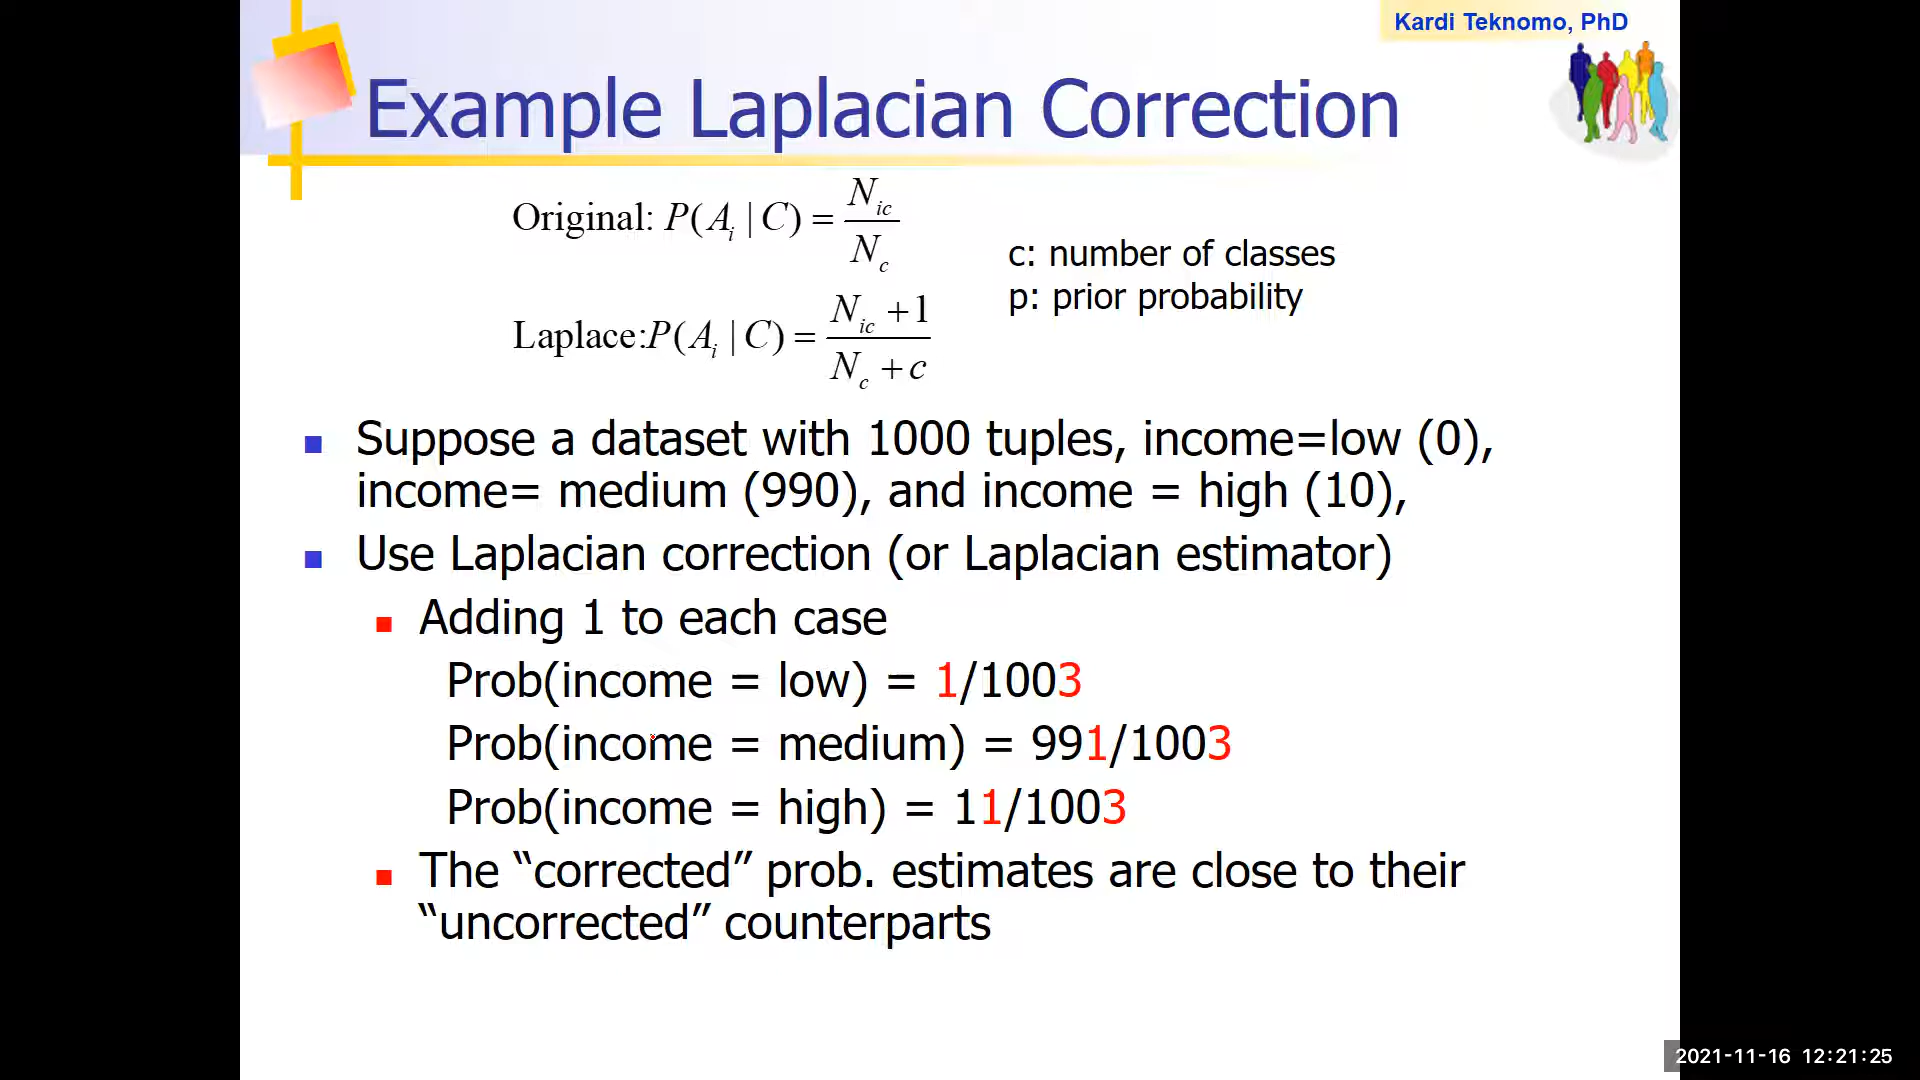 Kardi Teknomo, PhD
Example Laplacian Correction
Original: P(A_i | C) = N_ic / N_c
c: number of classes
p: prior probability
Laplace:P(A_i | C) = (N_ic + 1) / (N_c + c)
Suppose a dataset with 1000 tuples, income=low (0),
income= medium (990), and income = high (10),
Use Laplacian correction (or Laplacian estimator)
Adding 1 to each case
Prob(income = low) = 1/1003
Prob(income = medium) = 991/1003
Prob(income = high) = 11/1003
The “corrected” prob. estimates are close to their
“uncorrected” counterparts
2021-11-16 12:21:25